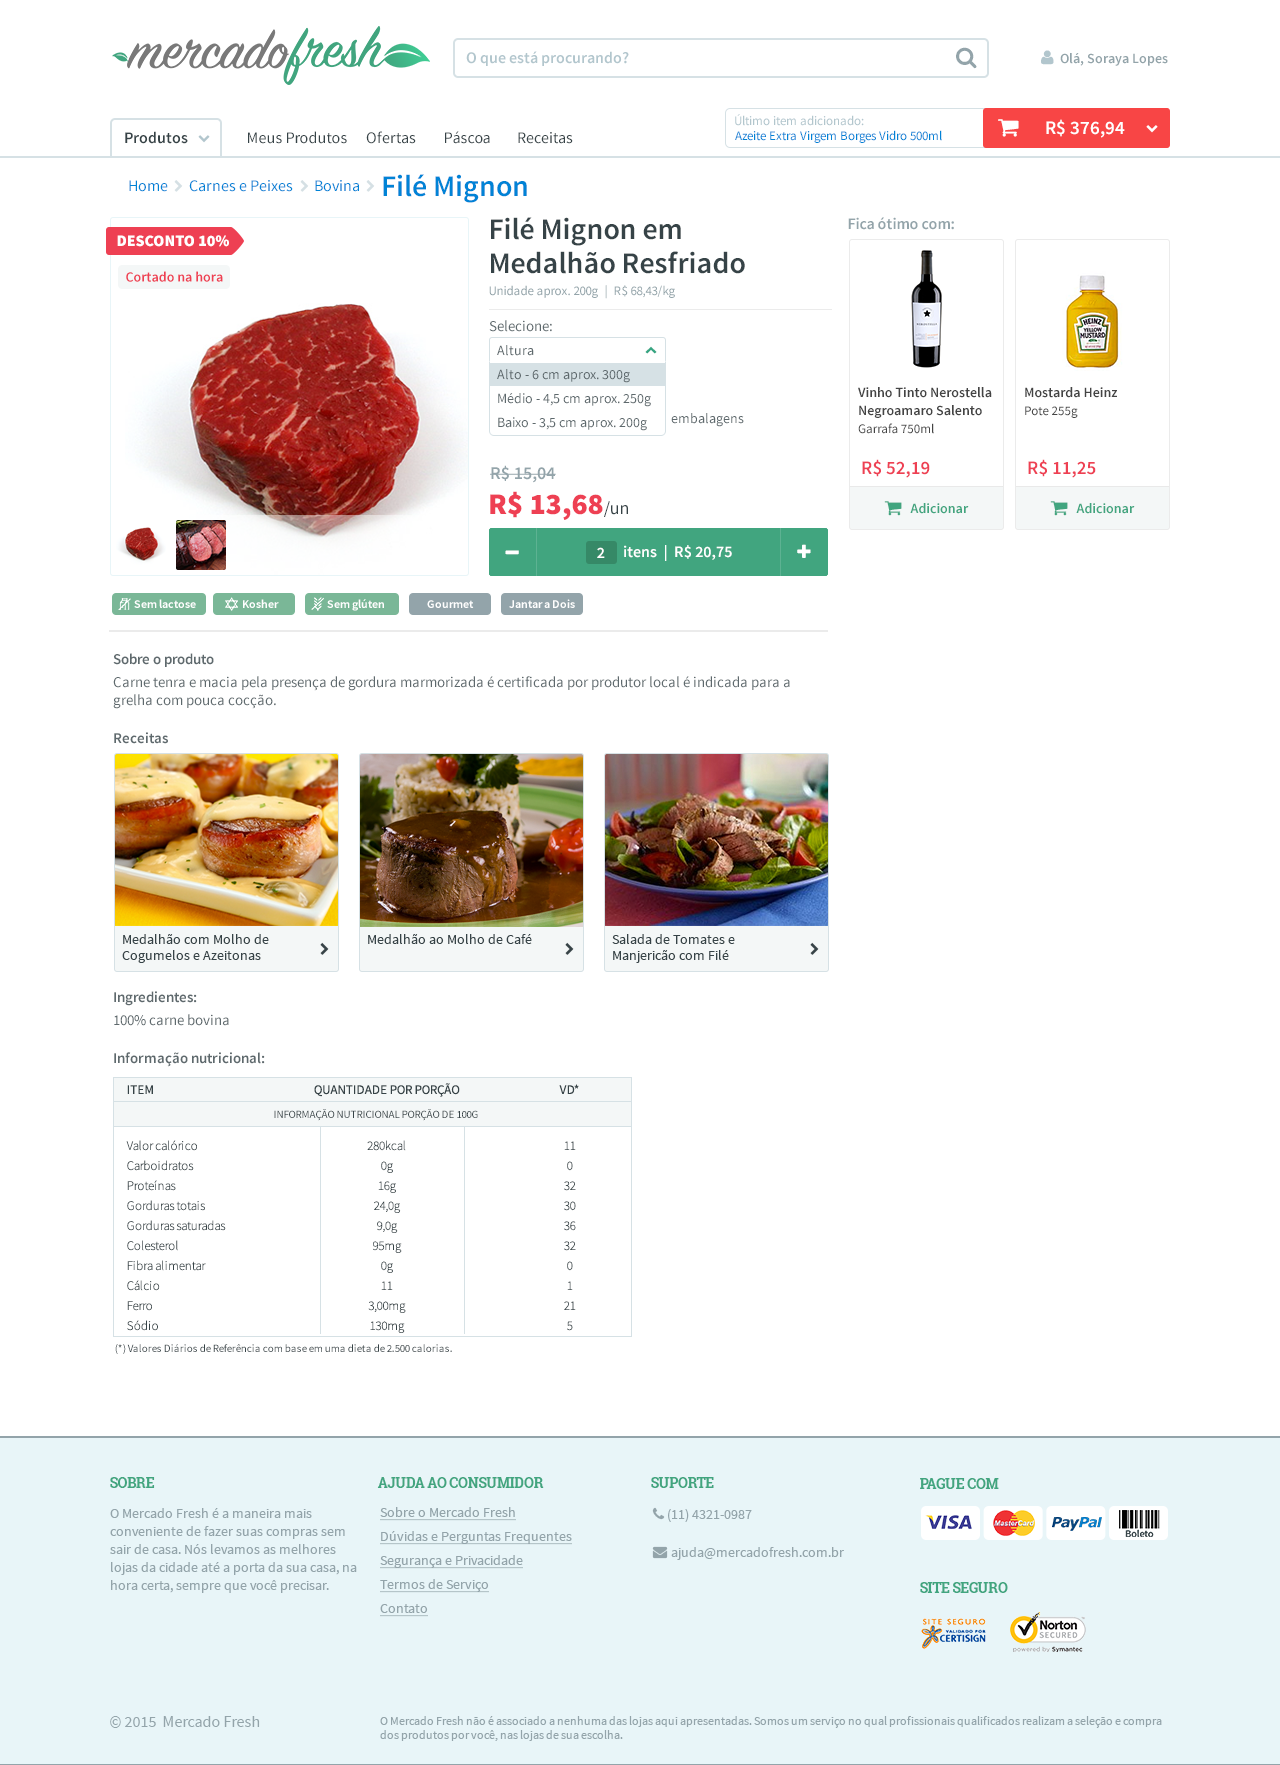 mercadofresh
O que está procurando?
Olá, Soraya Lopes
Produtos
Meus Produtos
Ofertas
Páscoa
Receitas
Último item adicionado:
Azeite Extra Virgem Borges Vidro 500ml
R$ 376,94
Home
Carnes e Peixes
Bovina
Filé Mignon
DESCONTO 10%
Cortado na hora
Filé Mignon em
Medalhão Resfriado
Unidade aprox. 200g | R$ 68,43/kg
Selecione:
Altura
Alto - 6 cm aprox. 300g
Médio - 4,5 cm aprox. 250g
Baixo - 3,5 cm aprox. 200g
embalagens
R$ 15,04
R$ 13,68/un
2 itens | R$ 20,75
Fica ótimo com:
Vinho Tinto Nerostella
Negroamaro Salento
Garrafa 750ml
R$ 52,19
Adicionar
HEINZ
YELLOW
MUSTARD
Mostarda Heinz
Pote 255g
R$ 11,25
Adicionar
Sem lactose
Kosher
Sem glúten
Gourmet
Jantar a Dois
Sobre o produto
Carne tenra e macia pela presença de gordura marmorizada é certificada por produtor local é indicada para a
grelha com pouca cocção.
Receitas
Medalhão com Molho de
Cogumelos e Azeitonas
Medalhão ao Molho de Café
Salada de Tomates e
Manjericão com Filé
Ingredientes:
100% carne bovina
Informação nutricional:
ITEM QUANTIDADE POR PORÇÃO VD*
INFORMAÇÃO NUTRICIONAL PORÇÃO DE 100G
Valor calórico 280kcal 11
Carboidratos 0g 0
Proteínas 16g 32
Gorduras totais 24,0g 30
Gorduras saturadas 9,0g 36
Colesterol 95mg 32
Fibra alimentar 0g 0
Cálcio 11 1
Ferro 3,00mg 21
Sódio 130mg 5
(*) Valores Diários de Referência com base em uma dieta de 2.500 calorias.
SOBRE
O Mercado Fresh é a maneira mais
conveniente de fazer suas compras sem
sair de casa. Nós levamos as melhores
lojas da cidade até a porta da sua casa, na
hora certa, sempre que você precisar.
AJUDA AO CONSUMIDOR
Sobre o Mercado Fresh
Dúvidas e Perguntas Frequentes
Segurança e Privacidade
Termos de Serviço
Contato
SUPORTE
(11) 4321-0987
ajuda@mercadofresh.com.br
PAGUE COM
VISA
MasterCard
PayPal
Boleto
SITE SEGURO
SITE SEGURO
VALIDADO POR
CERTISIGN
Norton
SECURED
powered by Symantec
© 2015 Mercado Fresh
O Mercado Fresh não é associado a nenhuma das lojas aqui apresentadas. Somos um serviço no qual profissionais qualificados realizam a seleção e compra
dos produtos por você, nas lojas de sua escolha.